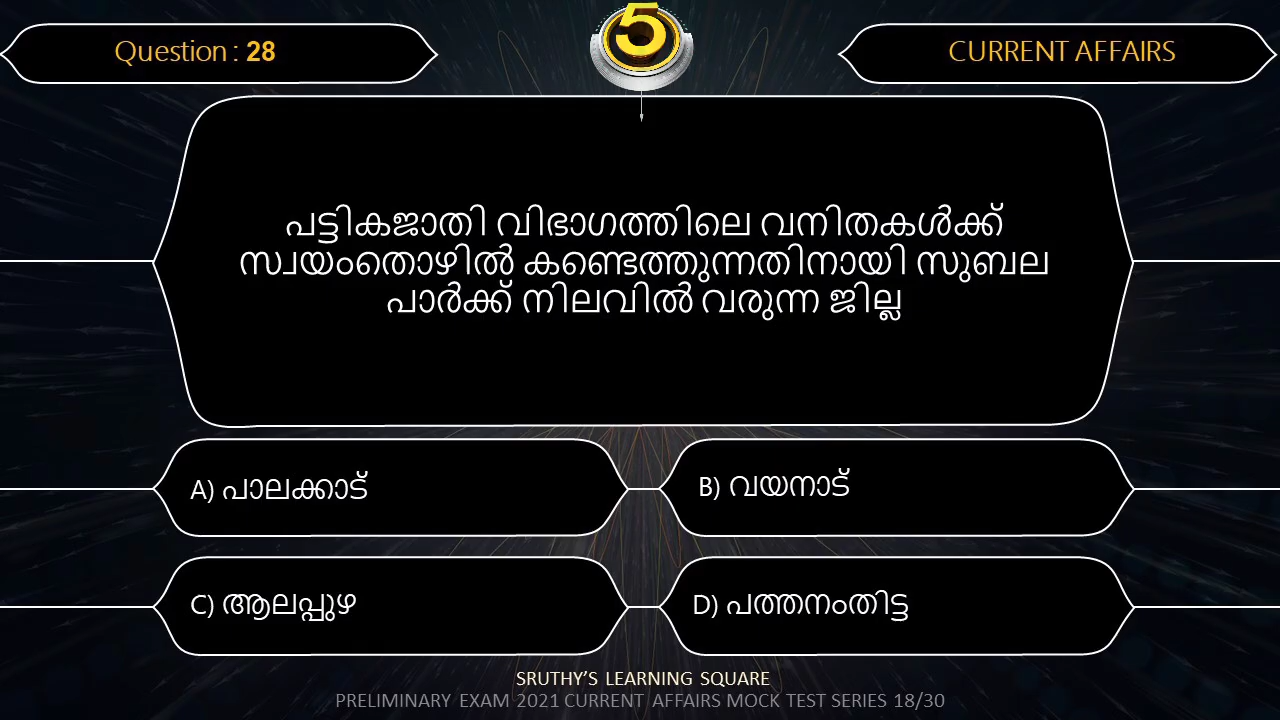 Question : 28
5
CURRENT AFFAIRS
പട്ടികജാതി വിഭാഗത്തിലെ വനിതകൾക്ക്
സ്വയംതൊഴിൽ കണ്ടെത്തുന്നതിനായി സുബല
പാർക്ക് നിലവിൽ വരുന്ന ജില്ല
A) പാലക്കാട്
B) വയനാട്
C) ആലപ്പുഴ
D) പത്തനംതിട്ട
SRUTHY'S LEARNING SQUARE
PRELIMINARY EXAM 2021 CURRENT AFFAIRS MOCK TEST SERIES 18/30